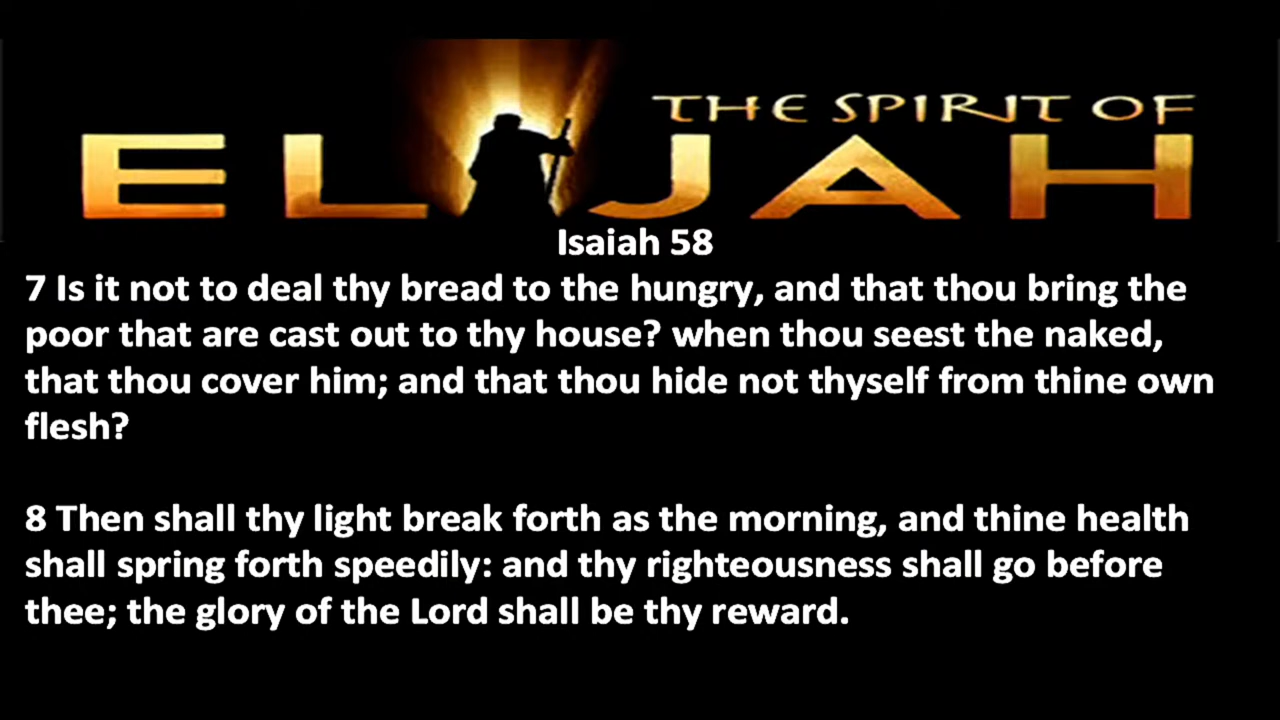 THE SPIRIT OF
ELIJAH
Isaiah 58
7 Is it not to deal thy bread to the hungry, and that thou bring the
poor that are cast out to thy house? when thou seest the naked,
that thou cover him; and that thou hide not thyself from thine own
flesh?
8 Then shall thy light break forth as the morning, and thine health
shall spring forth speedily: and thy righteousness shall go before
thee; the glory of the Lord shall be thy reward.